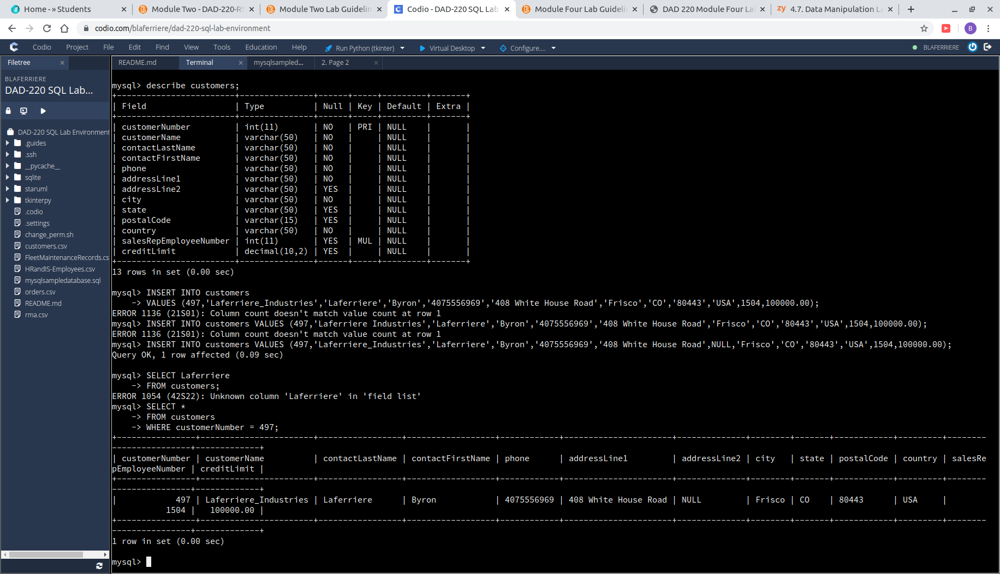 Home - » Students
Module Two - DAD-220-R
Module Two Lab Guidelin
Codio - DAD-220 SQL Lab
Module Four Lab Guideli
DAD 220 Module Four La
zy 4.7. Data Manipulation La
codio.com/blaferriere/dad-220-sql-lab-environment
B
Codio Project File Edit Find View Tools Education Help Run Python (tkinter) Virtual Desktop Configure.... BLAFERRIERE
Filetree
README.md Terminal mysqlsampled... 2. Page 2
BLAFERRIERE
DAD-220 SQL Lab...
DAD-220 SQL Lab Environment
.guides
.ssh
__pycache__
sqlite
staruml
tkinterpy
.codio
.settings
change_perm.sh
customers.csv
FleetMaintenanceRecords.cs
HRandIS-Employees.csv
mysqlsampledatabase.sql
orders.csv
README.md
rma.csv
mysql> describe customers;
+------------------------+---------------+------+-----+---------+-------+
| Field | Type | Null | Key | Default | Extra |
+------------------------+---------------+------+-----+---------+-------+
| customerNumber | int(11) | NO | PRI | NULL | |
| customerName | varchar(50) | NO | | NULL | |
| contactLastName | varchar(50) | NO | | NULL | |
| contactFirstName | varchar(50) | NO | | NULL | |
| phone | varchar(50) | NO | | NULL | |
| addressLine1 | varchar(50) | NO | | NULL | |
| addressLine2 | varchar(50) | YES | | NULL | |
| city | varchar(50) | NO | | NULL | |
| state | varchar(50) | YES | | NULL | |
| postalCode | varchar(15) | YES | | NULL | |
| country | varchar(50) | NO | | NULL | |
| salesRepEmployeeNumber | int(11) | YES | MUL | NULL | |
| creditLimit | decimal(10,2) | YES | | NULL | |
+------------------------+---------------+------+-----+---------+-------+
13 rows in set (0.00 sec)
mysql> INSERT INTO customers
-> VALUES (497,'Laferriere_Industries','Laferriere','Byron','4075556969','408 White House Road','Frisco','CO','80443','USA',1504,100000.00);
ERROR 1136 (21S01): Column count doesn't match value count at row 1
mysql> INSERT INTO customers VALUES (497,'Laferriere Industries','Laferriere','Byron','4075556969','408 White House Road','Frisco','CO','80443','USA',1504,100000.00);
ERROR 1136 (21S01): Column count doesn't match value count at row 1
mysql> INSERT INTO customers VALUES (497,'Laferriere_Industries','Laferriere','Byron','4075556969','408 White House Road',NULL,'Frisco','CO','80443','USA',1504,100000.00);
Query OK, 1 row affected (0.09 sec)
mysql> SELECT Laferriere
-> FROM customers;
ERROR 1054 (42S22): Unknown column 'Laferriere' in 'field list'
mysql> SELECT *
-> FROM customers
-> WHERE customerNumber = 497;
+----------------+-----------------------+-----------------+------------------+------------+----------------------+--------------+--------+-------+------------+---------+--------
----------------+-------------+
| customerNumber | customerName | contactLastName | contactFirstName | phone | addressLine1 | addressLine2 | city | state | postalCode | country | salesRe
pEmployeeNumber | creditLimit |
+----------------+-----------------------+-----------------+------------------+------------+----------------------+--------------+--------+-------+------------+---------+--------
----------------+-------------+
| 497 | Laferriere_Industries | Laferriere | Byron | 4075556969 | 408 White House Road | NULL | Frisco | CO | 80443 | USA |
1504 | 100000.00 |
+----------------+-----------------------+-----------------+------------------+------------+----------------------+--------------+--------+-------+------------+---------+--------
----------------+-------------+
1 row in set (0.00 sec)
mysql>